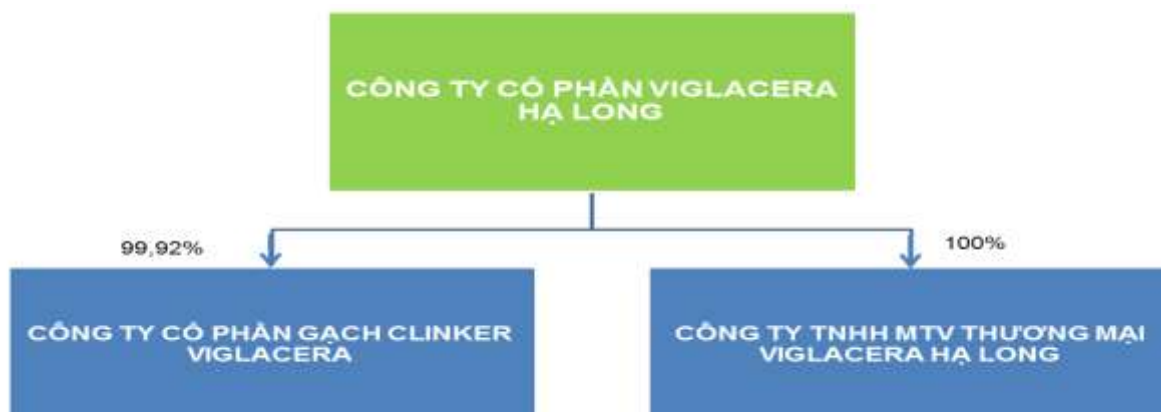 CÔNG TY CỔ PHẦN VIGLACERA
HẠ LONG
99,92%
100%
CÔNG TY CỔ PHẦN GẠCH CLINKER
VIGLACERA
CÔNG TY TNHH MTV THƯƠNG MẠI
VIGLACERA HẠ LONG